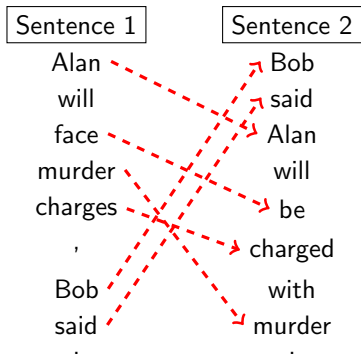 Sentence 1 Sentence 2
Alan Bob
will said
face Alan
murder will
charges be
, charged
Bob with
said murder